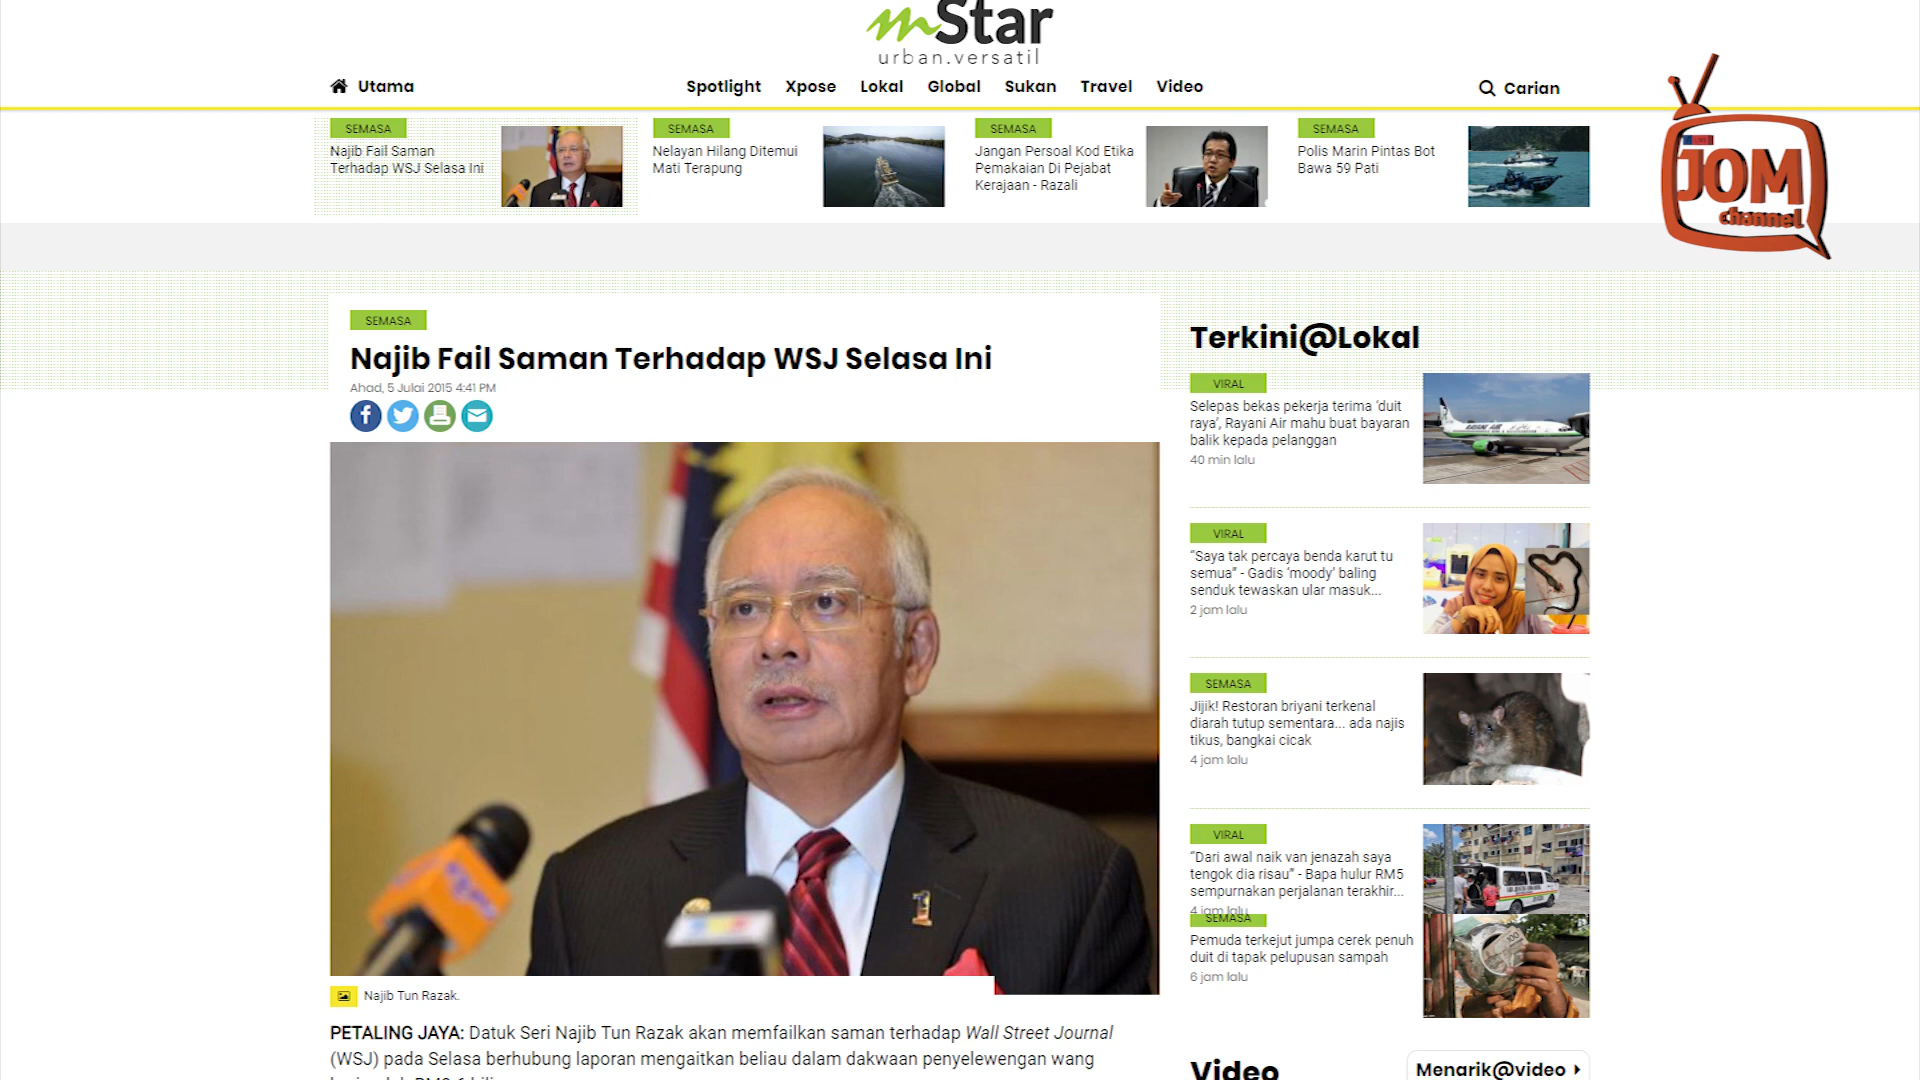 mStar
urban.versatil
Utama
Spotlight Xpose Lokal Global Sukan Travel Video
Carian
SEMASA
Najib Fail Saman
Terhadap WSJ Selasa Ini
SEMASA
Nelayan Hilang Ditemui
Mati Terapung
SEMASA
Jangan Persoal Kod Etika
Pemakaian Di Pejabat
Kerajaan - Razali
SEMASA
Polis Marin Pintas Bot
Bawa 59 Pati
JOM
channel
SEMASA
Najib Fail Saman Terhadap WSJ Selasa Ini
Ahad, 5 Julai 2015 4:41 PM
Najib Tun Razak.
PETALING JAYA: Datuk Seri Najib Tun Razak akan memfailkan saman terhadap Wall Street Journal
(WSJ) pada Selasa berhubung laporan mengaitkan beliau dalam dakwaan penyelewengan wang
Terkini@Lokal
VIRAL
Selepas bekas pekerja terima ‘duit
raya’, Rayani Air mahu buat bayaran
balik kepada pelanggan
40 min lalu
VIRAL
“Saya tak percaya benda karut tu
semua” - Gadis ‘moody’ baling
senduk tewaskan ular masuk...
2 jam lalu
SEMASA
Jijik! Restoran briyani terkenal
diarah tutup sementara... ada najis
tikus, bangkai cicak
4 jam lalu
VIRAL
“Dari awal naik van jenazah saya
tengok dia risau” - Bapa hulur RM5
sempurnakan perjalanan terakhir...
4 jam lalu
SEMASA
Pemuda terkejut jumpa cerek penuh
duit di tapak pelupusan sampah
6 jam lalu
Video
Menarik@video